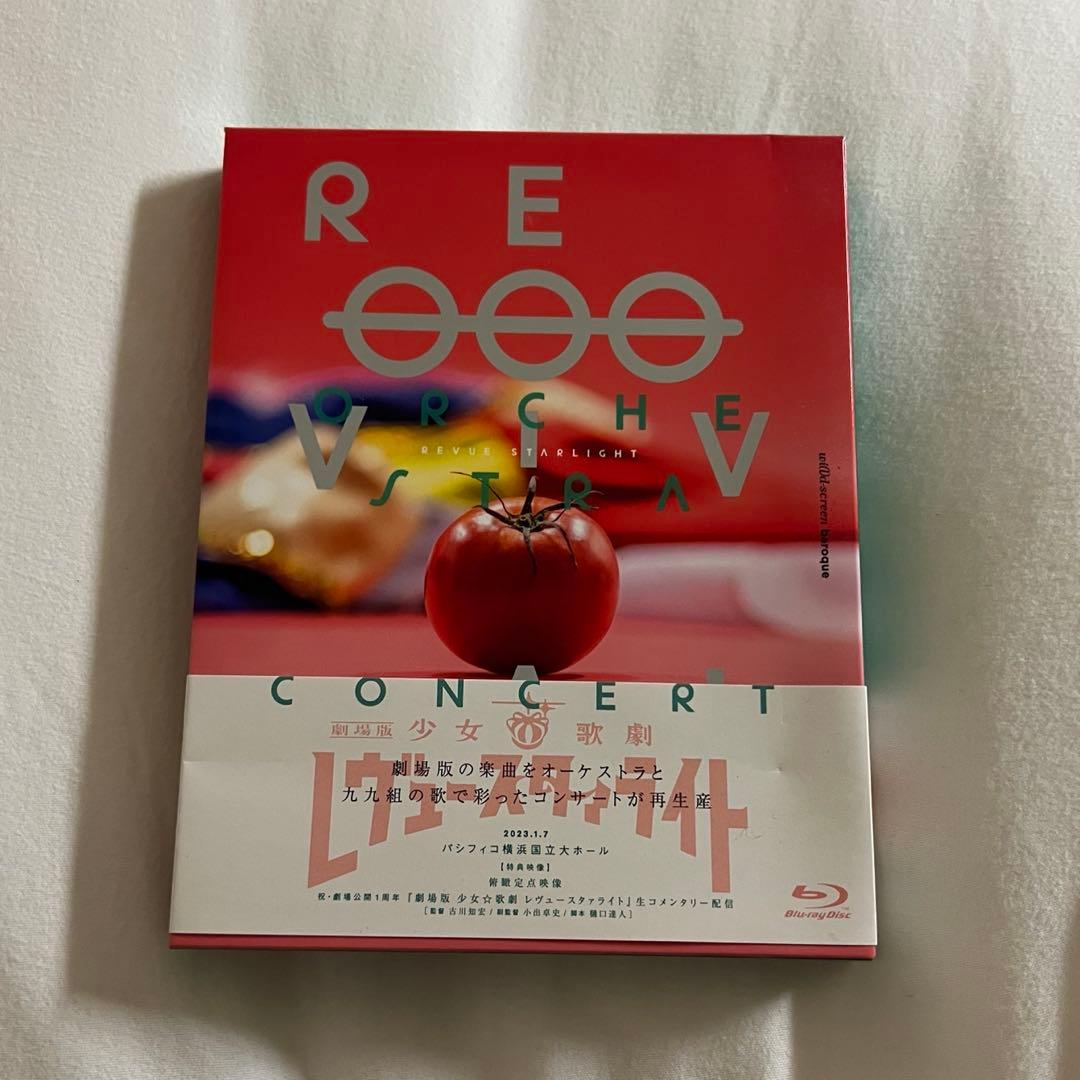 R E
ORCHE
V I V
REVUE STARLIGHT
STRA
wi(l)d-screen baroque
CONCERT
劇場版 少女 歌劇
レヴュースタァライト
劇場版の楽曲をオーケストラと
九九組の歌で彩ったコンサートが再生産
2023.1.7
パシフィコ横浜国立大ホール
【特典映像】
俯瞰定点映像
祝・劇場公開1周年 『劇場版 少女☆歌劇 レヴュースタァライト』生コメンタリー配信
[監督 古川知宏 / 副監督 小出卓史 / 脚本 樋口達人]
Blu-ray Disc